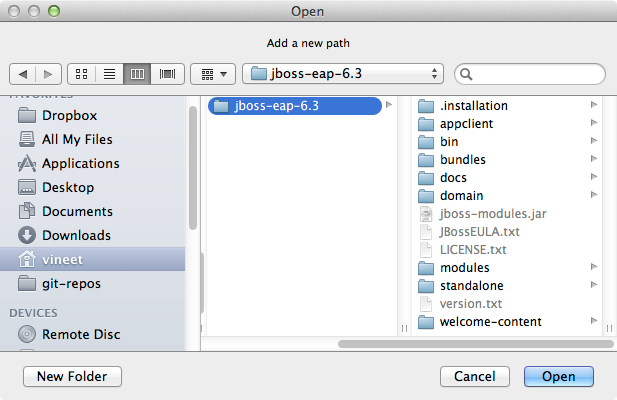 Open
Add a new path
jboss-eap-6.3
FAVORITES
Dropbox
All My Files
Applications
Desktop
Documents
Downloads
vineet
git-repos
DEVICES
Remote Disc
jboss-eap-6.3
.installation
appclient
bin
bundles
docs
domain
jboss-modules.jar
JBossEULA.txt
LICENSE.txt
modules
standalone
version.txt
welcome-content
New Folder
Cancel
Open